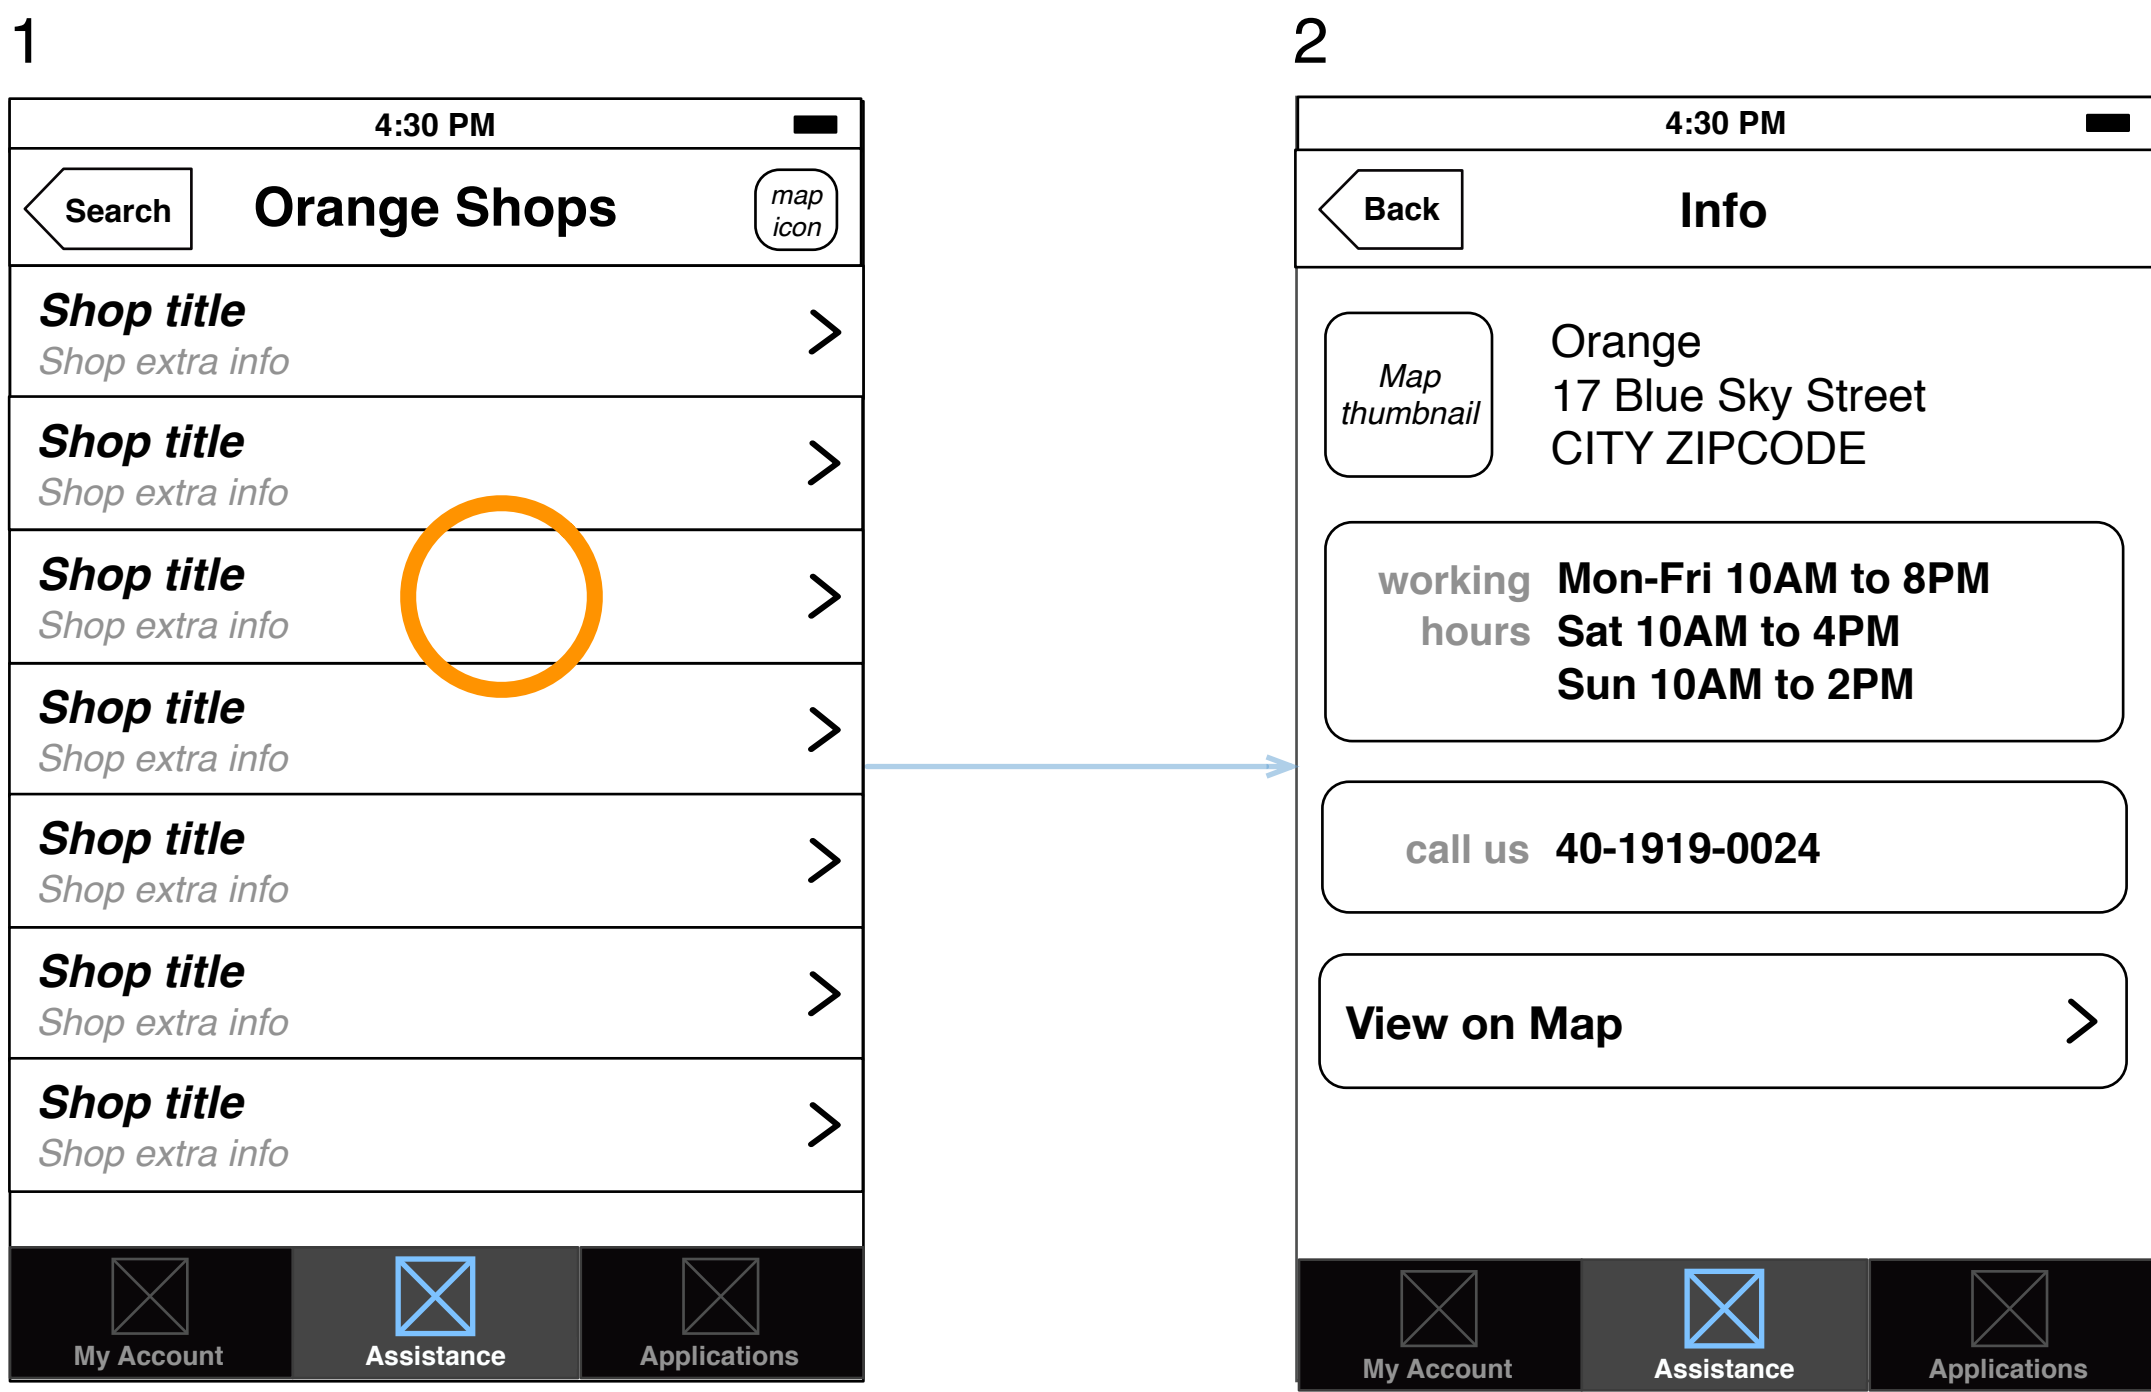 1
4:30 PM
Search
Orange Shops
map
icon
Shop title
Shop extra info
Shop title
Shop extra info
Shop title
Shop extra info
Shop title
Shop extra info
Shop title
Shop extra info
Shop title
Shop extra info
Shop title
Shop extra info
My Account
Assistance
Applications
2
4:30 PM
Back
Info
Map
thumbnail
Orange
17 Blue Sky Street
CITY ZIPCODE
working Mon-Fri 10AM to 8PM
hours Sat 10AM to 4PM
Sun 10AM to 2PM
call us 40-1919-0024
View on Map
My Account
Assistance
Applications